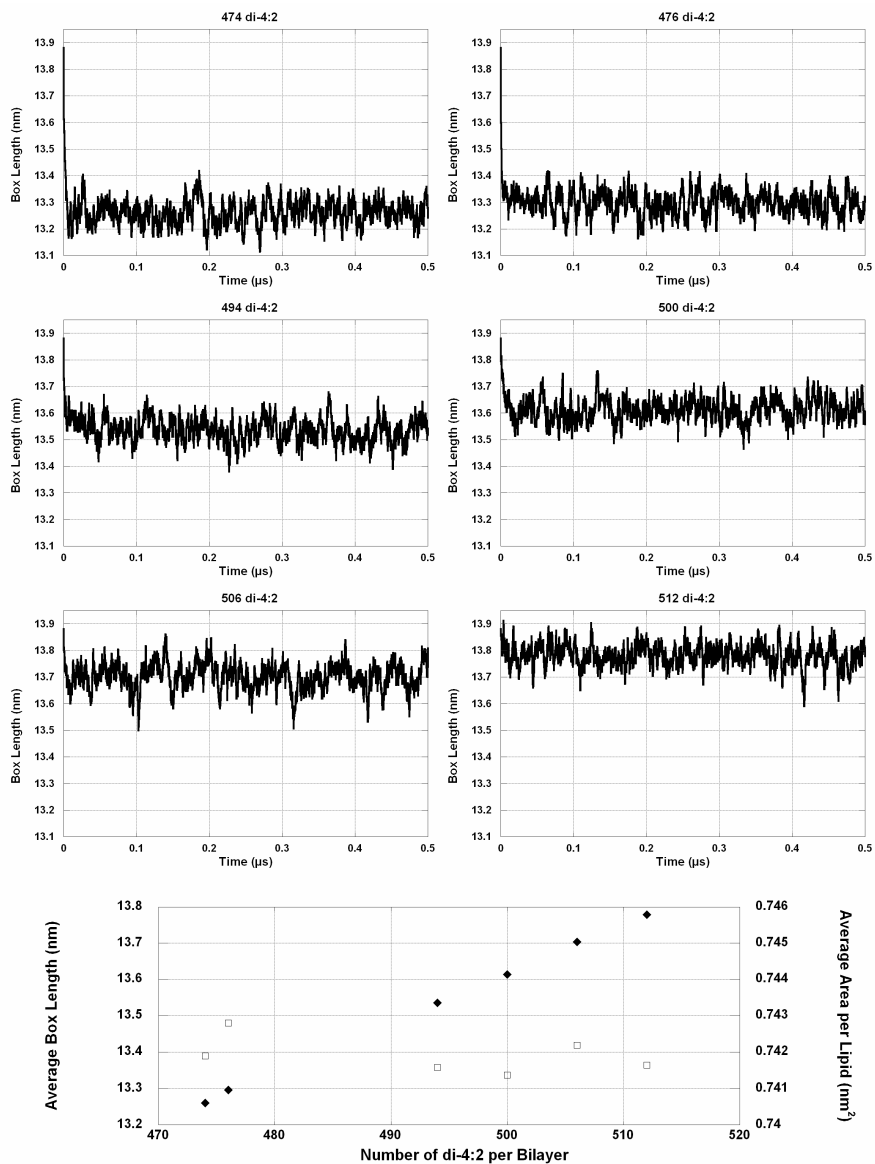 474 di-4:2
13.9
13.8
13.7
13.6
13.5
13.4
13.3
13.2
13.1
Box Length (nm)
0 0.1 0.2 0.3 0.4 0.5
Time (µs)
476 di-4:2
13.9
13.8
13.7
13.6
13.5
13.4
13.3
13.2
13.1
Box Length (nm)
0 0.1 0.2 0.3 0.4 0.5
Time (µs)
494 di-4:2
13.9
13.8
13.7
13.6
13.5
13.4
13.3
13.2
13.1
Box Length (nm)
0 0.1 0.2 0.3 0.4 0.5
Time (µs)
500 di-4:2
13.9
13.8
13.7
13.6
13.5
13.4
13.3
13.2
13.1
Box Length (nm)
0 0.1 0.2 0.3 0.4 0.5
Time (µs)
506 di-4:2
13.9
13.8
13.7
13.6
13.5
13.4
13.3
13.2
13.1
Box Length (nm)
0 0.1 0.2 0.3 0.4 0.5
Time (µs)
512 di-4:2
13.9
13.8
13.7
13.6
13.5
13.4
13.3
13.2
13.1
Box Length (nm)
0 0.1 0.2 0.3 0.4 0.5
Time (µs)
Average Box Length (nm)
13.8
13.7
13.6
13.5
13.4
13.3
13.2
0.746
0.745
0.744
0.743
0.742
0.741
0.74
Average Area per Lipid (nm²)
470 480 490 500 510 520
Number of di-4:2 per Bilayer